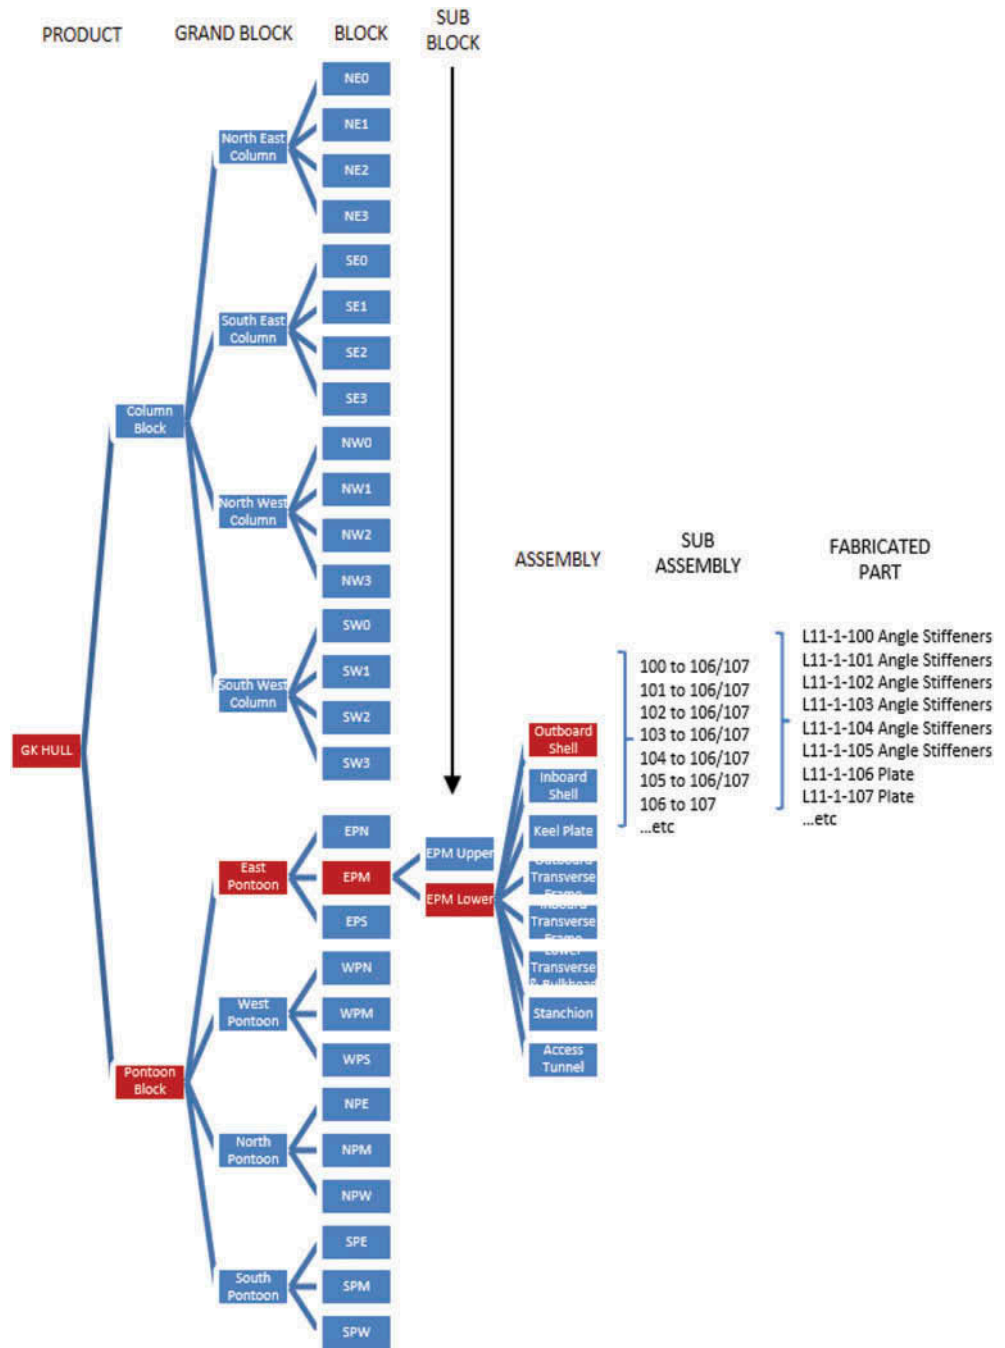 PRODUCT
GRAND BLOCK
BLOCK
SUB
BLOCK
NE0
NE1
NE2
NE3
North East
Column
SE0
SE1
SE2
SE3
South East
Column
Column
Block
NW0
NW1
NW2
NW3
North West
Column
SW0
SW1
SW2
SW3
South West
Column
GK HULL
EPN
EPM
EPS
East
Pontoon
WPN
WPM
WPS
West
Pontoon
Pontoon
Block
NPE
NPM
NPW
North
Pontoon
SPE
SPM
SPW
South
Pontoon
EPM Upper
EPM Lower
ASSEMBLY
Outboard
Shell
Inboard
Shell
Keel Plate
Outboard
Transverse
Frame
Inboard
Transverse
Frame
Lower
Transverse
& Bulkhead
Stanchion
Access
Tunnel
SUB
ASSEMBLY
100 to 106/107
101 to 106/107
102 to 106/107
103 to 106/107
104 to 106/107
105 to 106/107
106 to 107
...etc
FABRICATED
PART
L11-1-100 Angle Stiffeners
L11-1-101 Angle Stiffeners
L11-1-102 Angle Stiffeners
L11-1-103 Angle Stiffeners
L11-1-104 Angle Stiffeners
L11-1-105 Angle Stiffeners
L11-1-106 Plate
L11-1-107 Plate
...etc